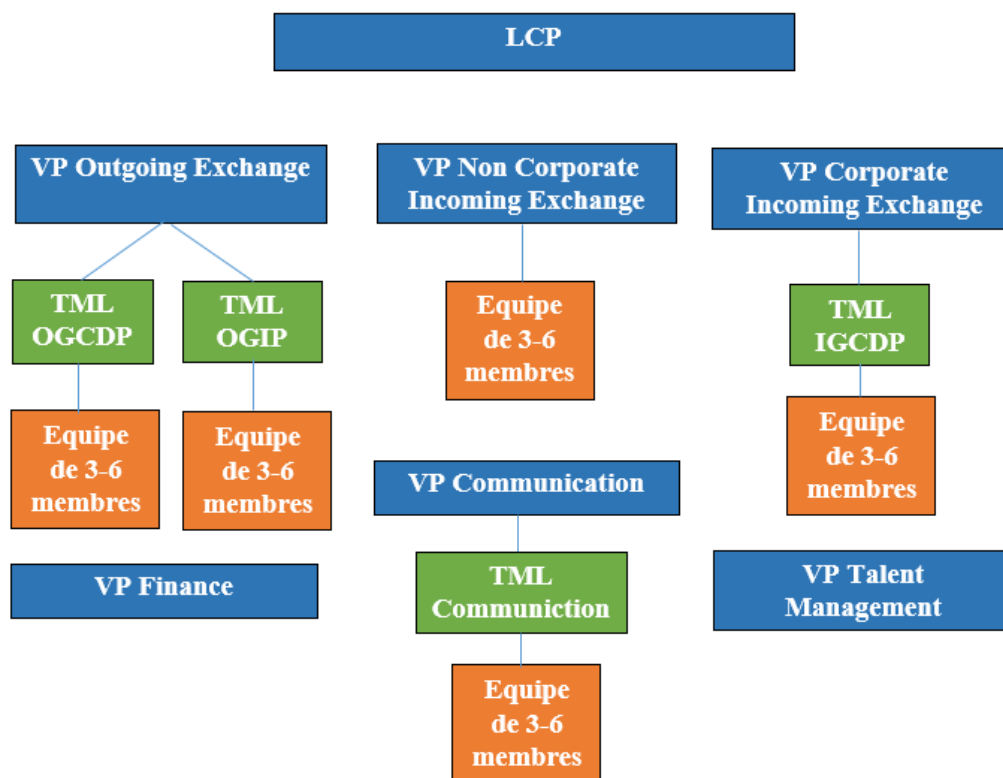 LCP
VP Outgoing Exchange
VP Non Corporate
Incoming Exchange
VP Corporate
Incoming Exchange
TML
OGCDP
TML
OGIP
Equipe
de 3-6
membres
TML
IGCDP
Equipe
de 3-6
membres
Equipe
de 3-6
membres
Equipe
de 3-6
membres
VP Communication
VP Finance
TML
Communiction
VP Talent
Management
Equipe
de 3-6
membres